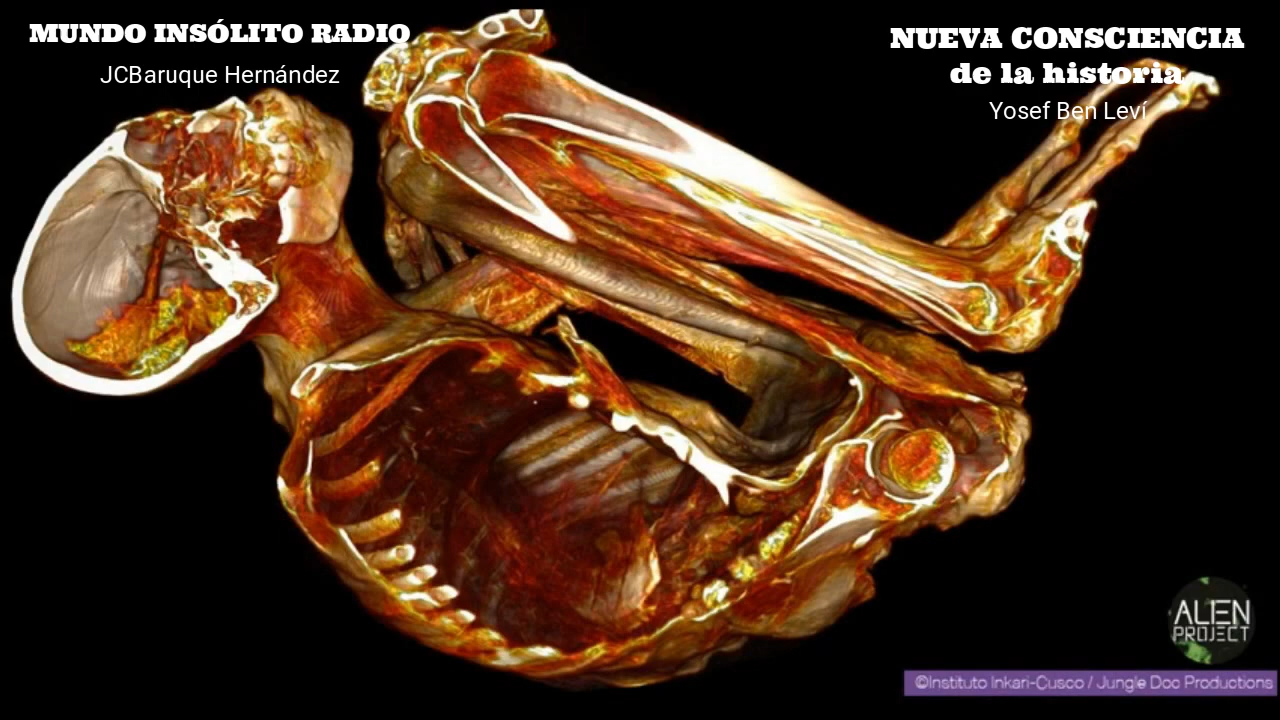 MUNDO INSÓLITO RADIO
JCBaruque Hernández
NUEVA CONSCIENCIA
de la historia
Yosef Ben Leví
ALIEN
PROJECT
©Instituto Inkari-Cusco / Jungle Doc Productions